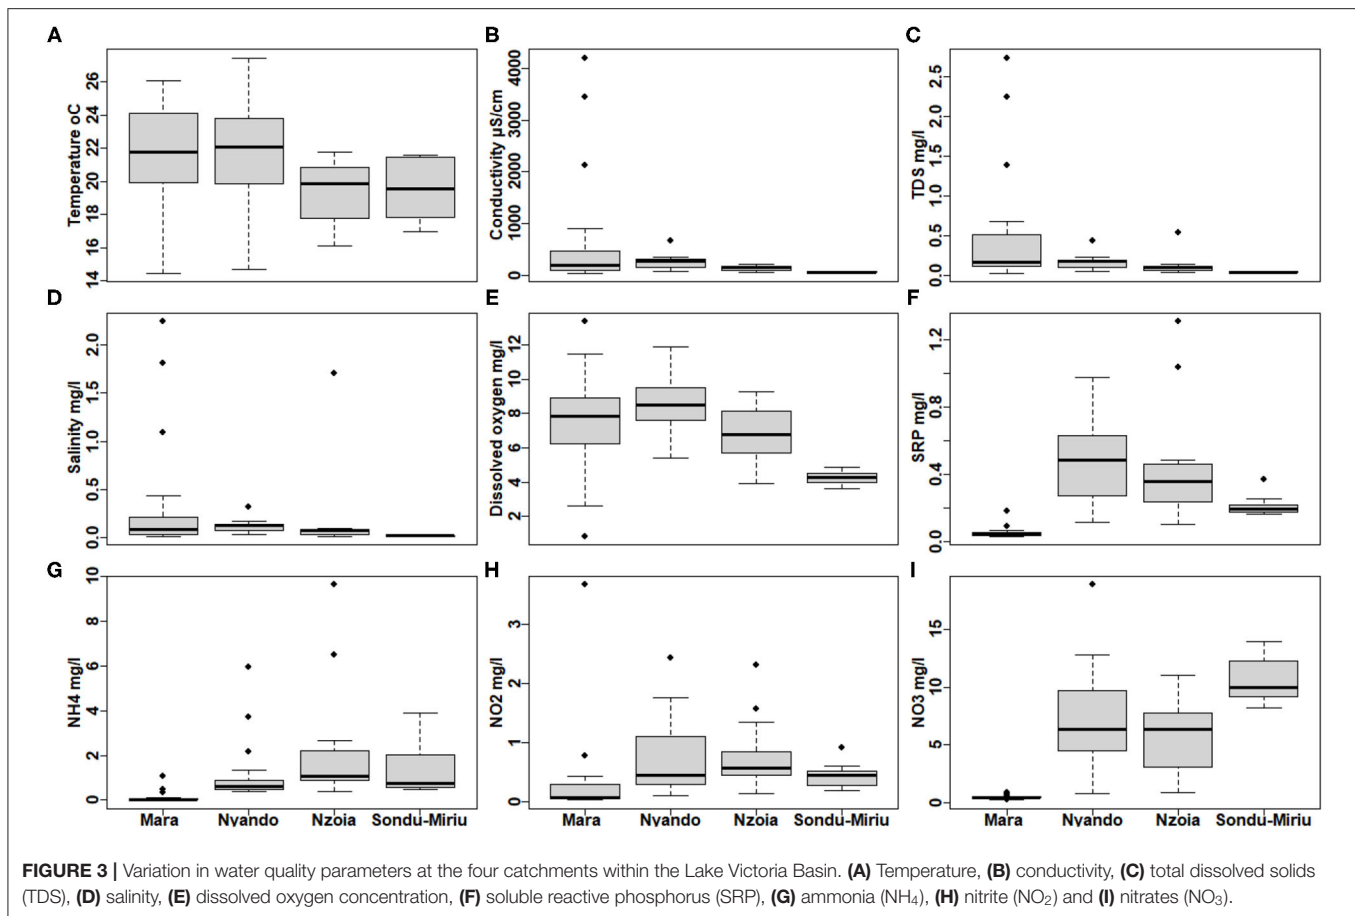 A
B
C
Temperature oC
14 16 18 20 22 24 26
Conductivity µS/cm
0 1000 2000 3000 4000
TDS mg/l
0.0 0.5 1.0 1.5 2.0 2.5
D
E
F
Salinity mg/l
0.0 0.5 1.0 1.5 2.0
Dissolved oxygen mg/l
2 4 6 8 10 12
SRP mg/l
0.0 0.4 0.8 1.2
G
H
I
NH4 mg/l
0 2 4 6 8 10
NO2 mg/l
0 1 2 3
NO3 mg/l
0 5 10 15
Mara Nyando Nzoia Sondu-Miriu
Mara Nyando Nzoia Sondu-Miriu
Mara Nyando Nzoia Sondu-Miriu
FIGURE 3 | Variation in water quality parameters at the four catchments within the Lake Victoria Basin. (A) Temperature, (B) conductivity, (C) total dissolved solids
(TDS), (D) salinity, (E) dissolved oxygen concentration, (F) soluble reactive phosphorus (SRP), (G) ammonia (NH₄), (H) nitrite (NO₂) and (I) nitrates (NO₃).